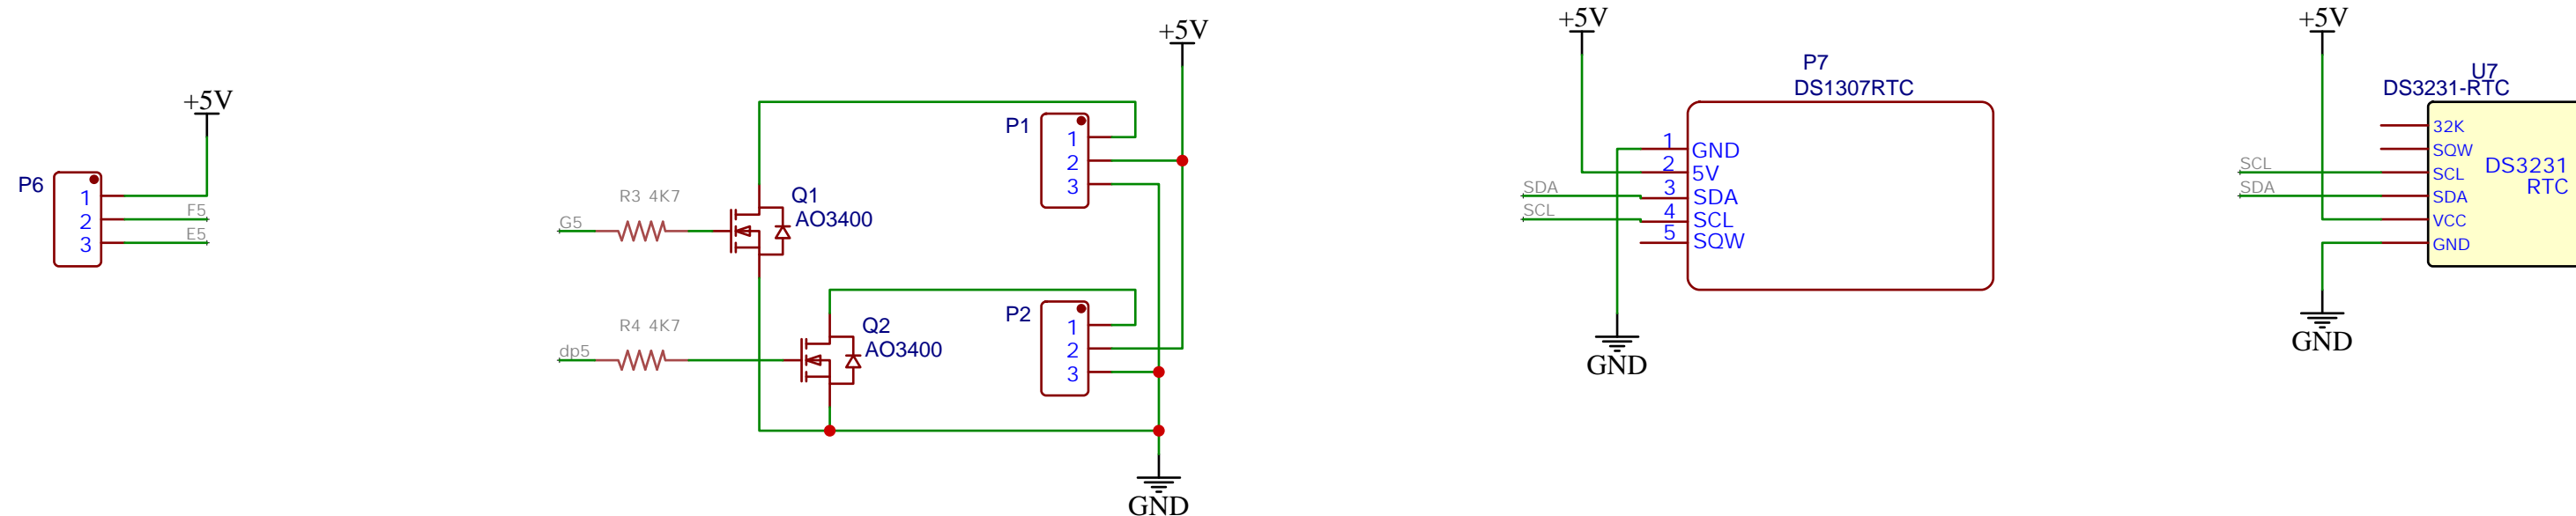 +5V
P6
1
2
3
F5
E5
+5V
P1
1
2
3
R3 4K7
G5
Q1
AO3400
P2
1
2
3
R4 4K7
dp5
Q2
AO3400
GND
+5V
P7
DS1307RTC
1
GND
2
5V
3
SDA
4
SCL
5
SQW
SDA
SCL
GND
+5V
U7
DS3231-RTC
32K
SQW
SCL
SDA
VCC
GND
DS3231
RTC
SCL
SDA
GND